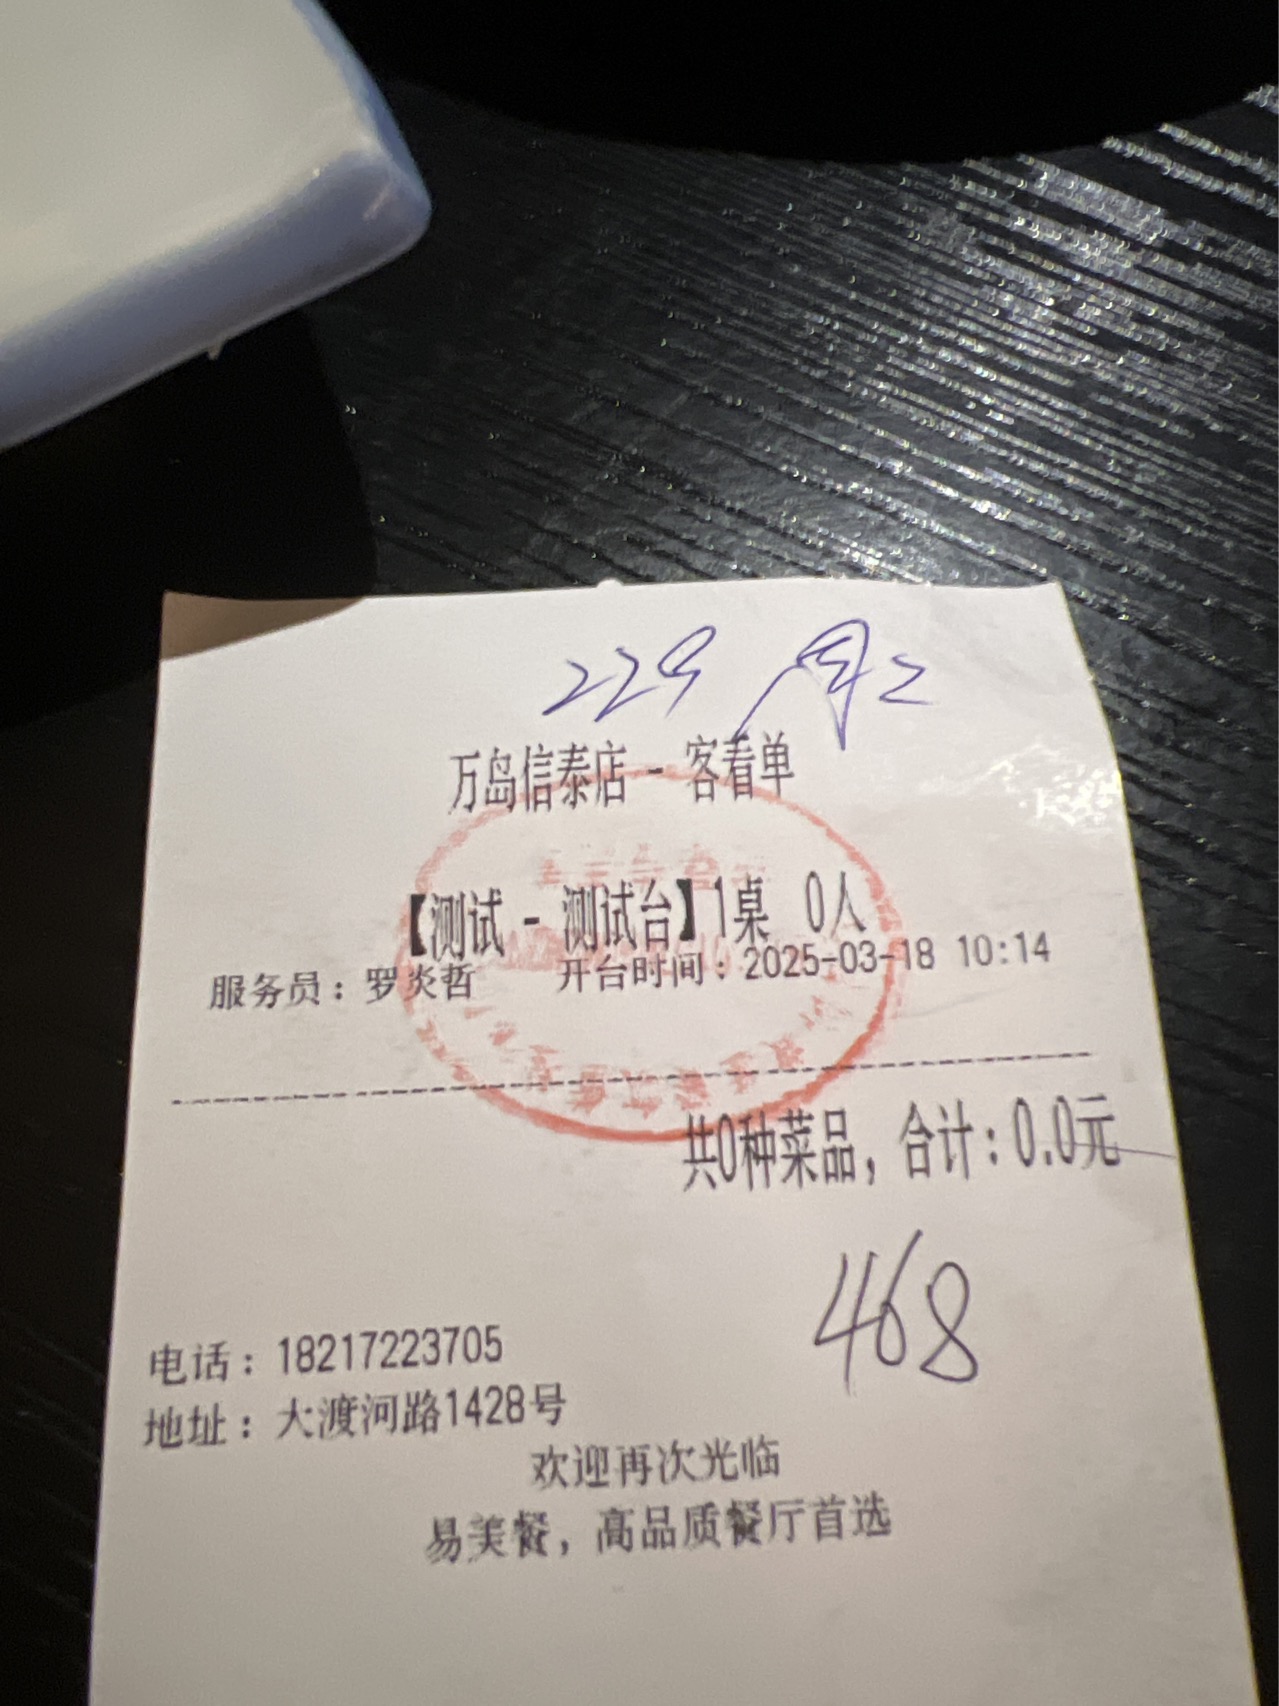 229 周二
万岛信泰店 - 客看单
【测试 - 测试台】1桌 0人
服务员：罗炎哲 开台时间：2025-03-18 10:14
共0种菜品，合计：0.0元
468
电话：18217223705
地址：大渡河路1428号
欢迎再次光临
易美餐，高品质餐厅首选